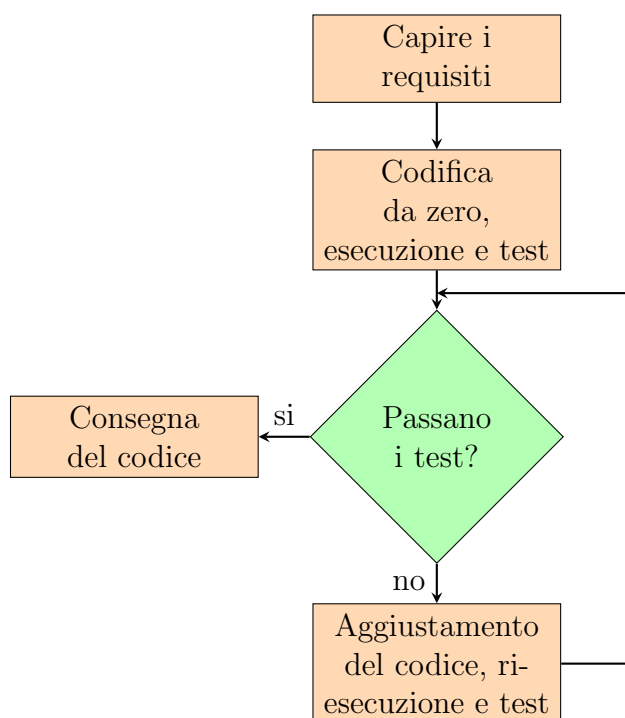 Capire i
requisiti
Codifica
da zero,
esecuzione e test
Passano
i test?
si
Consegna
del codice
no
Aggiustamento
del codice, ri-
esecuzione e test